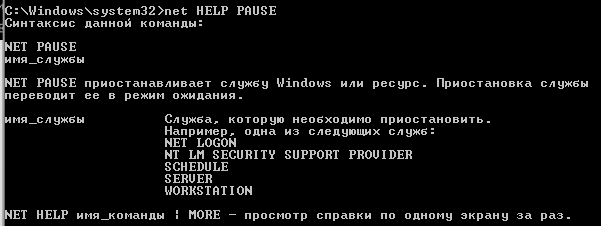 C:\Windows\system32>net HELP PAUSE
Синтаксис данной команды:
NET PAUSE
имя_службы
NET PAUSE приостанавливает службу Windows или ресурс. Приостановка службы
переводит ее в режим ожидания.
имя_службы Служба, которую необходимо приостановить.
Например, одна из следующих служб:
NET LOGON
NT LM SECURITY SUPPORT PROVIDER
SCHEDULE
SERVER
WORKSTATION
NET HELP имя_команды | MORE – просмотр справки по одному экрану за раз.